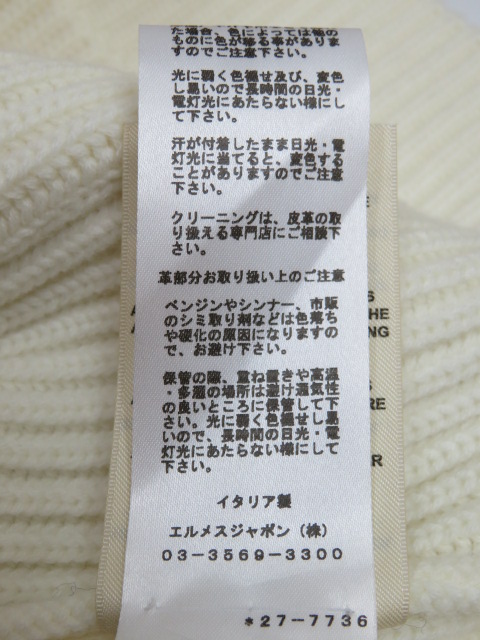 た場合、色によっては他の
ものに色が移る事がありま
すのでご注意下さい。
光に弱く色褪せ及び、変色
し易いので長時間の日光・
電灯光にあたらない様にし
て下さい。
汗が付着したまま日光・電
灯光に当てると、変色する
ことがありますのでご注意
下さい。
クリーニングは、皮革の取
り扱える専門店にご相談下
さい。
革部分お取り扱い上のご注意
ベンジンやシンナー、市販
のシミ取り剤などは色落ち
や硬化の原因になりますの
で、お避け下さい。
保管の際、重ね置きや高温
・多湿の場所は避け通気性
の良いところに保管して下
さい。光に弱く色褪せし易
いので、長時間の日光・電
灯光にあたらない様にして
下さい。
イタリア製
エルメスジャポン（株）
03-3569-3300
*27-7736